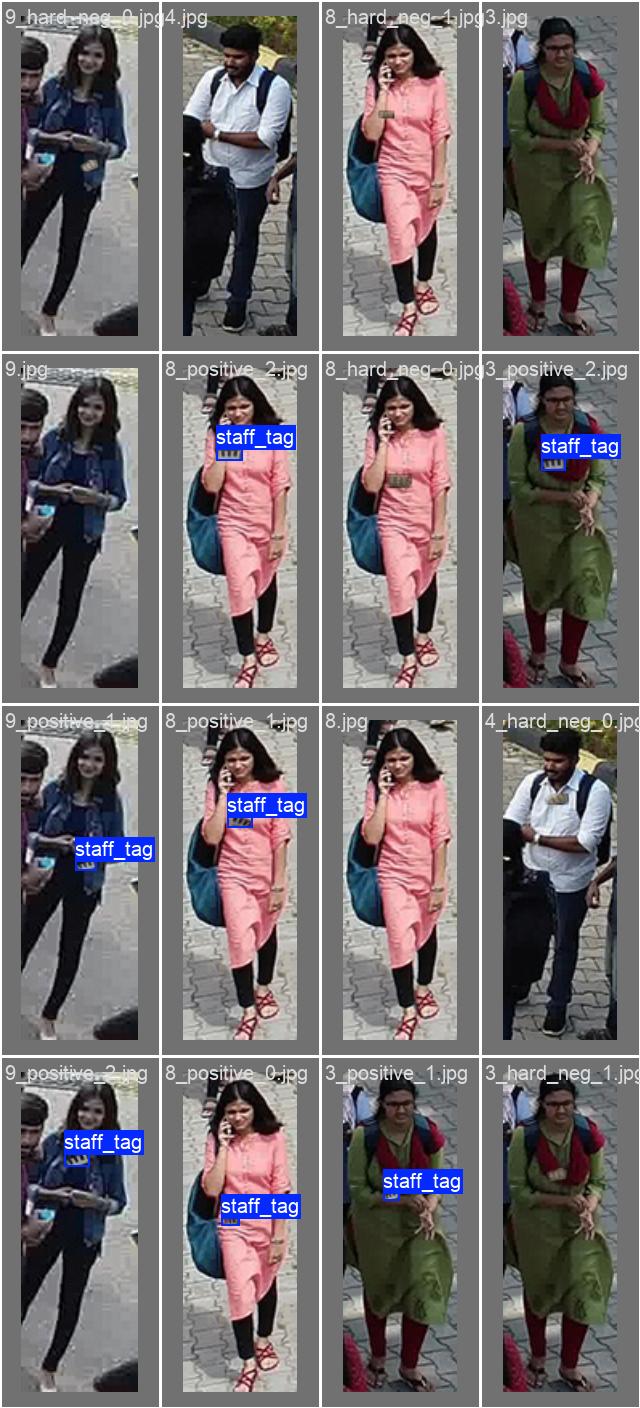 9_hard_neg_0.jpg
4.jpg
8_hard_neg_1.jpg
3.jpg
9.jpg
8_positive_2.jpg
staff_tag
8_hard_neg_0.jpg
3_positive_2.jpg
staff_tag
9_positive_1.jpg
staff_tag
8_positive_1.jpg
staff_tag
8.jpg
4_hard_neg_0.jpg
9_positive_2.jpg
staff_tag
8_positive_0.jpg
staff_tag
3_positive_1.jpg
staff_tag
3_hard_neg_1.jpg